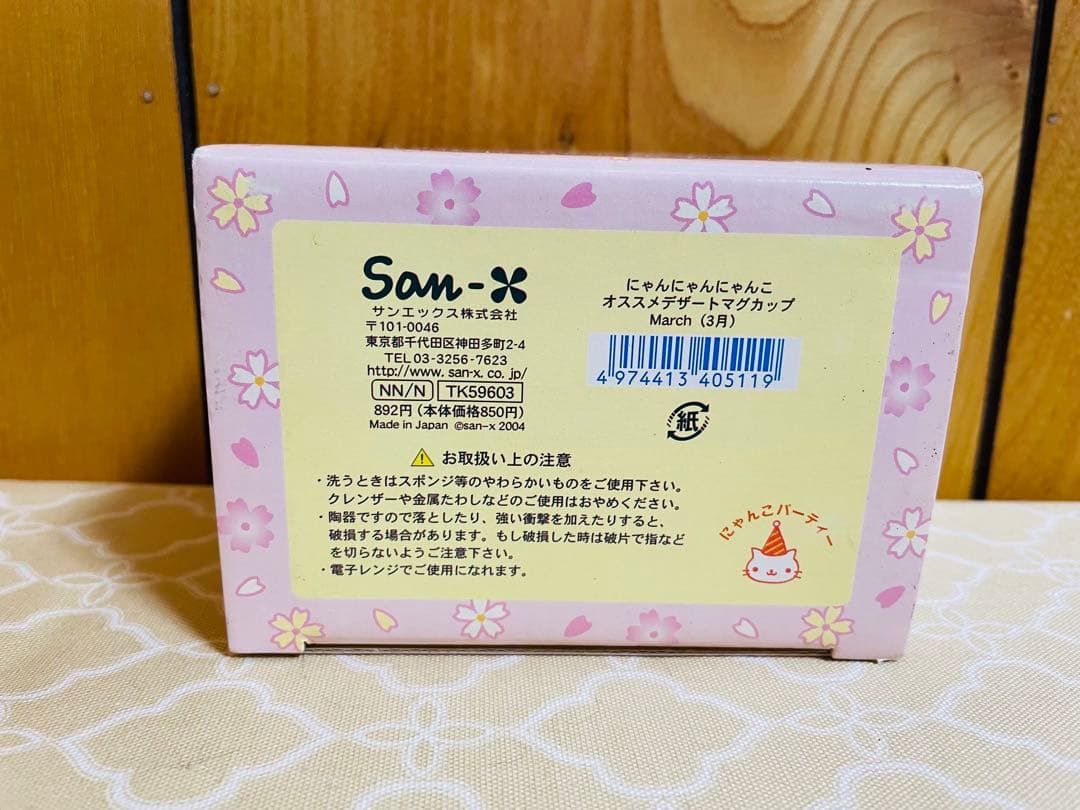 San-X
サンエックス株式会社
〒101-0046
東京都千代田区神田多町2-4
TEL 03-3256-7623
http://www.san-x.co.jp/
NN/N TK59603
892円(本体価格850円)
Made in Japan ©san-x 2004
にゃんにゃんにゃんこ
オススメデザートマグカップ
March (3月)
4 974413 405119
紙
⚠ お取扱い上の注意
・洗うときはスポンジ等のやわらかいものをご使用下さい。
クレンザーや金属たわしなどのご使用はおやめください。
・陶器ですので落としたり、強い衝撃を加えたりすると、
破損する場合があります。もし破損した時は破片で指など
を切らないようご注意下さい。
・電子レンジでご使用になれます。
にゃんこパーティー